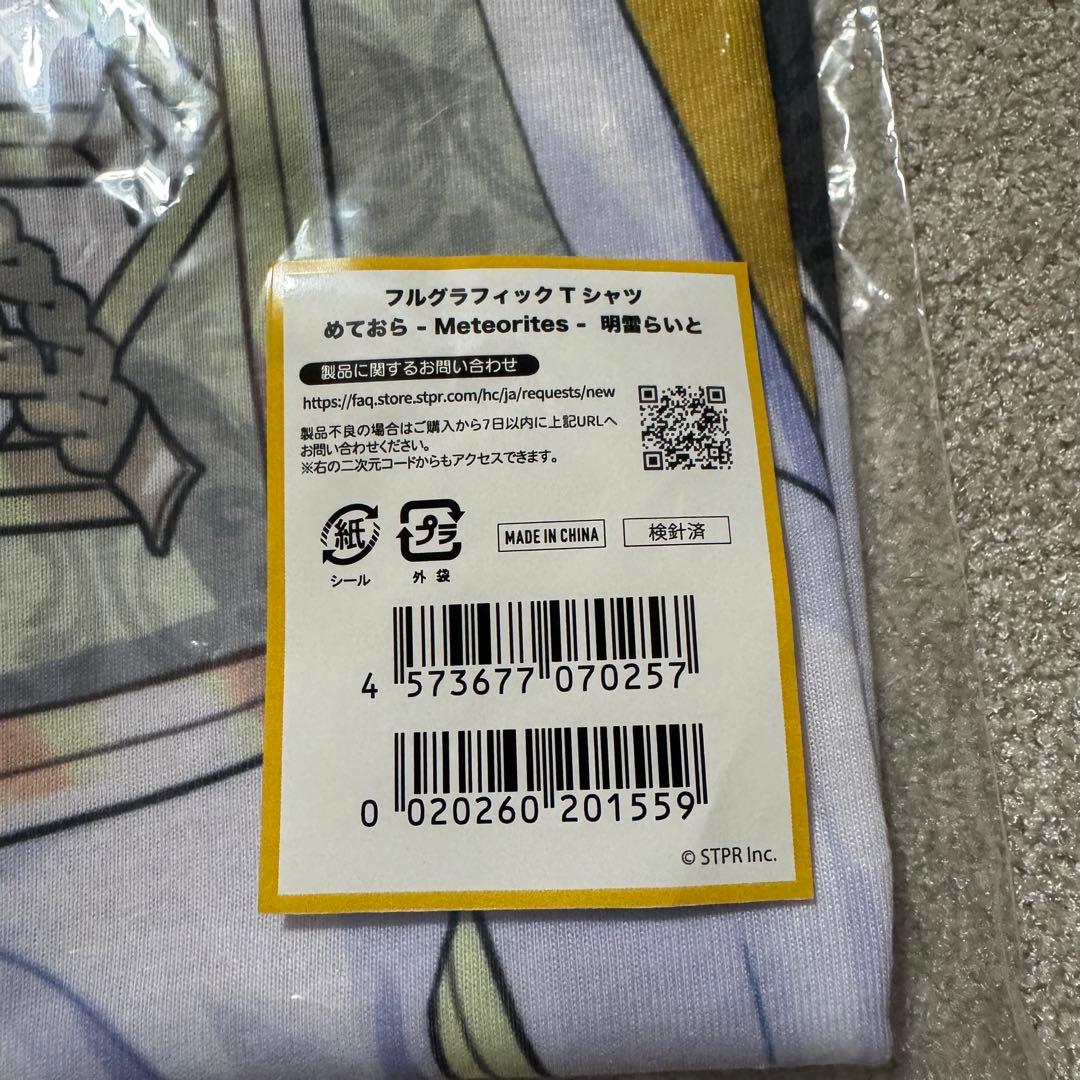 フルグラフィックTシャツ
めておら - Meteorites - 明雷らいと
製品に関するお問い合わせ
https://faq.store.stpr.com/hc/ja/requests/new
製品不良の場合はご購入から7日以内に上記URLへ
お問い合わせください。
※右の二次元コードからもアクセスできます。
紙
シール
プラ
外袋
MADE IN CHINA
検針済
4 573677 070257
0 020260 201559
© STPR Inc.